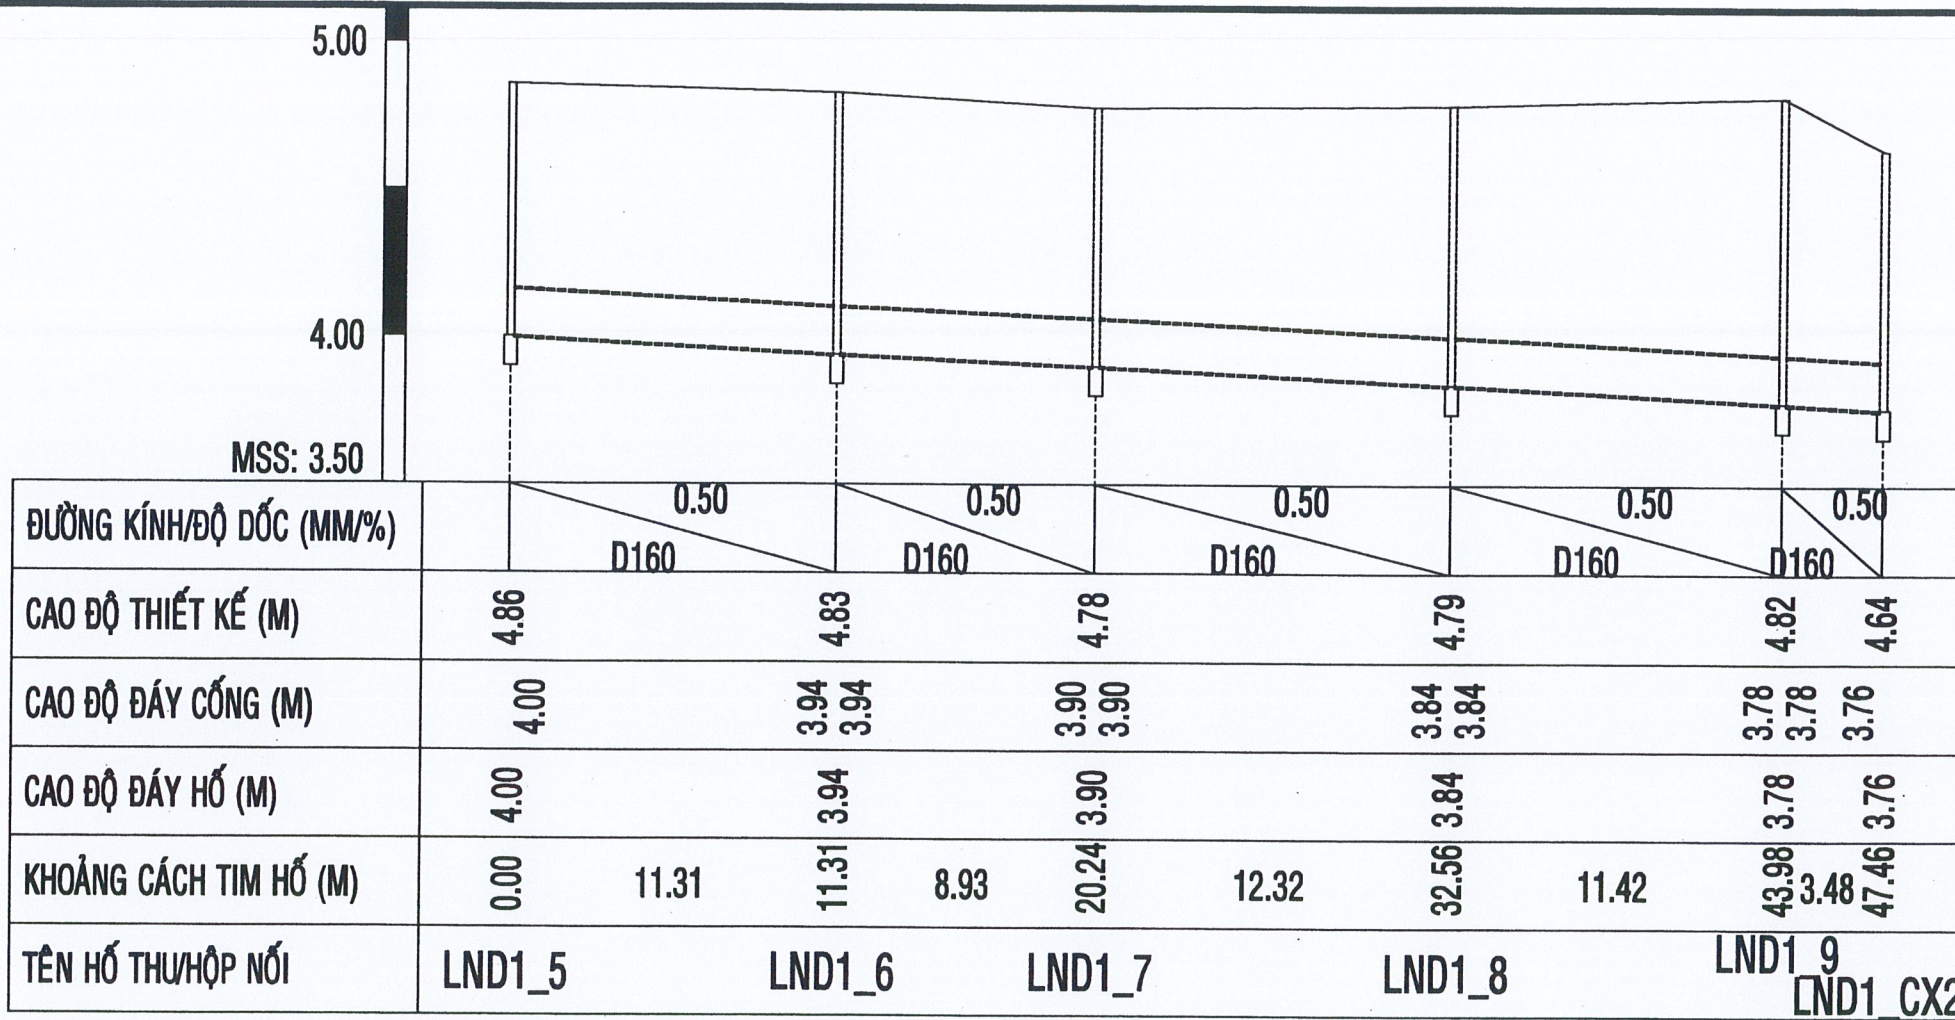 5.00
4.00
MSS: 3.50
ĐƯỜNG KÍNH/ĐỘ DỐC (MM/%)
0.50 0.50 0.50 0.50 0.50
D160 D160 D160 D160 D160
CAO ĐỘ THIẾT KẾ (M) 4.86 4.83 4.78 4.79 4.82 4.64
CAO ĐỘ ĐÁY CỐNG (M) 4.00 3.94 3.94 3.90 3.90 3.84 3.84 3.78 3.78 3.76
CAO ĐỘ ĐÁY HỐ (M) 4.00 3.94 3.90 3.84 3.78 3.76
KHOẢNG CÁCH TIM HỐ (M) 0.00 11.31 11.31 8.93 20.24 12.32 32.56 11.42 43.98 3.48 47.46
TÊN HỐ THU/HỘP NỐI LND1_5 LND1_6 LND1_7 LND1_8 LND1_9
LND1_CX2